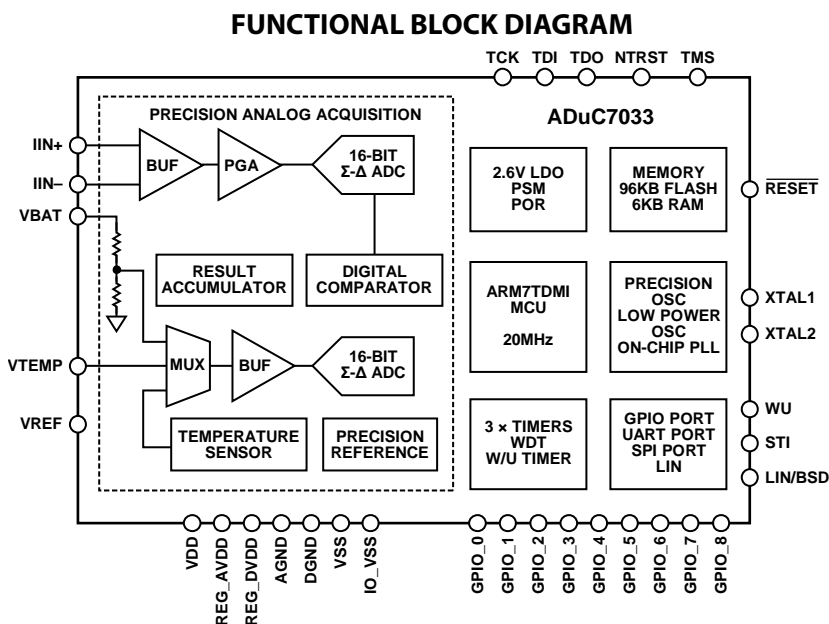 FUNCTIONAL BLOCK DIAGRAM
TCK TDI TDO NTRST TMS
PRECISION ANALOG ACQUISITION
ADuC7033
IIN+
IIN–
VBAT
VTEMP
VREF
BUF
PGA
16-BIT
Σ-Δ ADC
RESULT
ACCUMULATOR
DIGITAL
COMPARATOR
MUX
BUF
16-BIT
Σ-Δ ADC
TEMPERATURE
SENSOR
PRECISION
REFERENCE
2.6V LDO
PSM
POR
MEMORY
96KB FLASH
6KB RAM
ARM7TDMI
MCU
20MHz
PRECISION
OSC
LOW POWER
OSC
ON-CHIP PLL
3 × TIMERS
WDT
W/U TIMER
GPIO PORT
UART PORT
SPI PORT
LIN
RESET
XTAL1
XTAL2
WU
STI
LIN/BSD
VDD
REG_AVDD
REG_DVDD
AGND
DGND
VSS
IO_VSS
GPIO_0
GPIO_1
GPIO_2
GPIO_3
GPIO_4
GPIO_5
GPIO_6
GPIO_7
GPIO_8